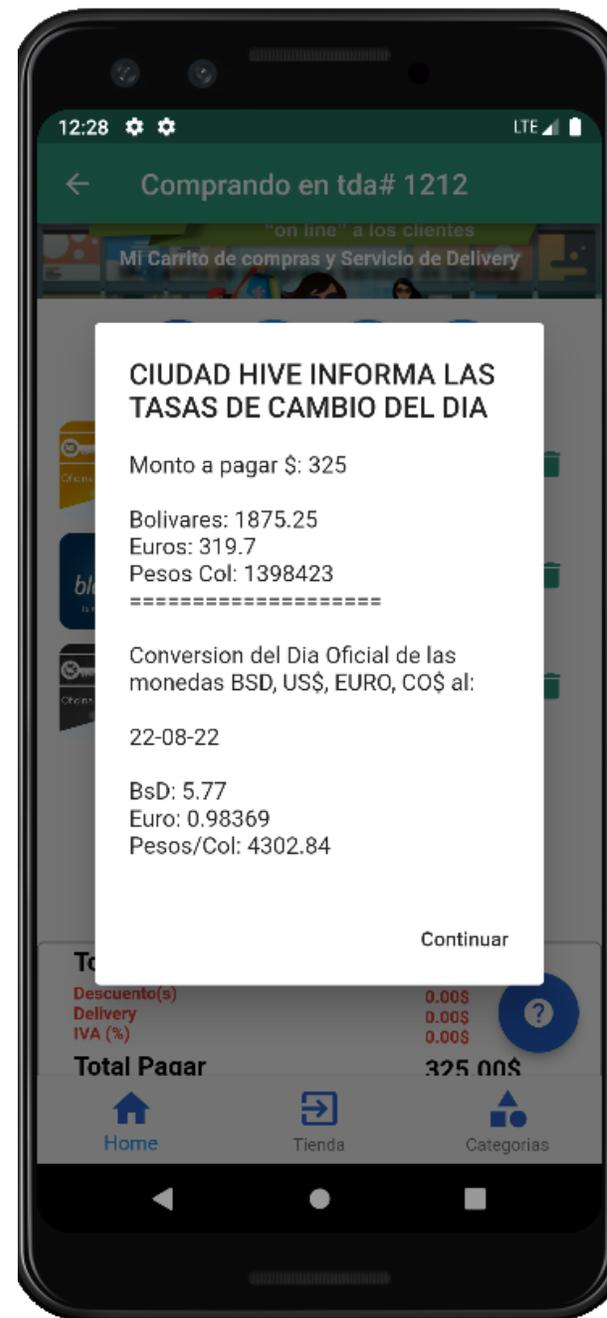 12:28
LTE
Comprando en tda# 1212
"on line" a los clientes
Mi Carrito de compras y Servicio de Delivery
CIUDAD HIVE INFORMA LAS
TASAS DE CAMBIO DEL DIA
Monto a pagar $: 325
Bolivares: 1875.25
Euros: 319.7
Pesos Col: 1398423
====================
Conversion del Dia Oficial de las
monedas BSD, US$, EURO, CO$ al:
22-08-22
BsD: 5.77
Euro: 0.98369
Pesos/Col: 4302.84
Continuar
Descuento(s) 0.00$
Delivery 0.00$
IVA (%) 0.00$
Total Pagar 325.00$
Home
Tienda
Categorias